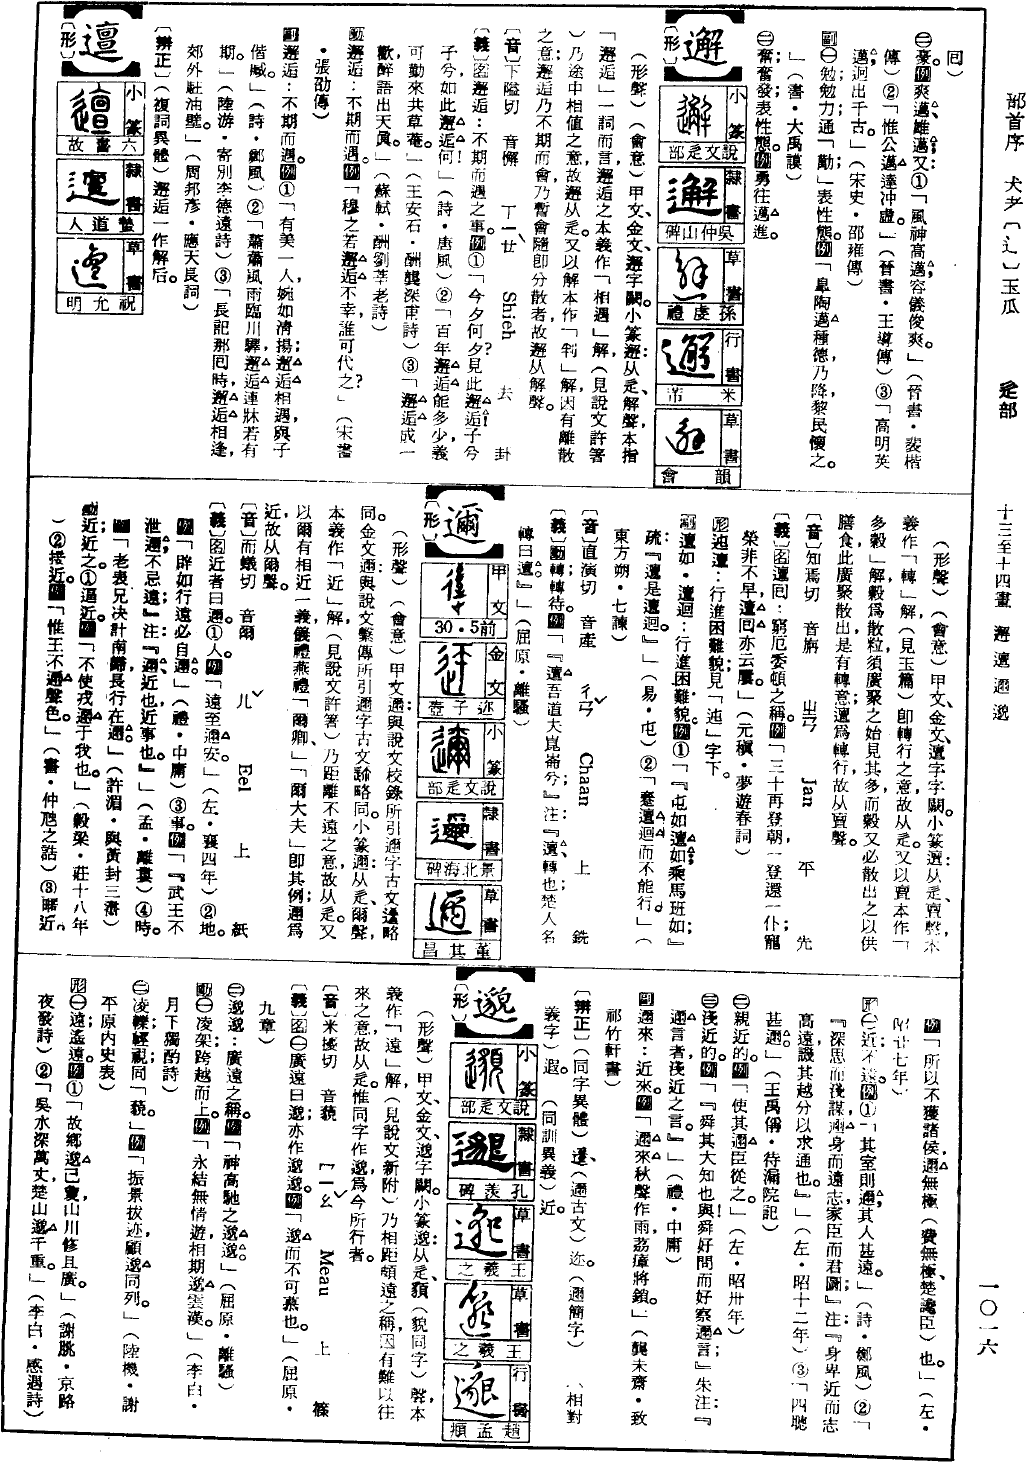 部首序　犬歺〔辶〕玉瓜　　辵部　　十三至十四畫　邂邅邇邈　　一〇一六
回）
㊁豪。例爽邁、離邁。又：①「風神高邁，容儀俊爽。」（晉書・裴楷
傳）②「惟公邁達冲虛。」（晉書・王導傳）③「高明英
邁，迥出千古。」（宋史・邵雍傳）
副㊀勉；勉力；通「勱」；表性態。例「皐陶邁種德，乃降，黎民懷之。
」（書・大禹謨）
㊁奮；奮發；表性態。例勇往邁進。
邂
〔形〕
小篆　說文辵部
隸書　吳仲山碑
草書　孫虔禮
行書　米芾
草書　韻會
（形聲）（會意）甲文、金文、邂字闕。小篆邂：从辵、解聲，本指
「邂逅」一詞而言，邂逅之本義作「相遇」解，（見說文許箸
）乃途中相值之意，故邂从辵。又以解本作「判」解，因有離散
之意；邂逅乃不期而會，乃暫會隨即分散者，故邂从解聲。
〔音〕下隘切　音懈　ㄒㄧㄝˋ　Shieh　去　卦
〔義〕名邂逅：不期而遇之事。例①「今夕何夕？見此邂逅！子兮
子兮，如此邂逅何！」（詩・唐風）②「百年邂逅能多少，義
可勤來共草菴。」（王安石・酬龔深甫詩）③「邂逅成一
歡，醉語出天眞。」（蘇軾・酬劉莘老詩）
動邂逅：不期而遇。例「穆之若邂逅不幸，誰可代之？」（宋書
・張劭傳）
副邂逅：不期而遇。例①「有美一人，婉如淸揚；邂逅相遇，與子
偕臧。」（詩・鄭風）②「蕭蕭風雨臨川驛，邂逅連牀若有
期。」（陸游・寄別李德遠詩）③「長記那回時，邂逅相逢，
郊外駐油壁。」（周邦彥・應天長詞）
〔辨正〕（複詞異體）邂逅一作解后。
邅
〔形〕
小篆　六書故
隸書　蟄道人
草書　祝允明
（形聲）（會意）甲文、金文、邅字闕。小篆邅：从辵、亶聲，本
義作「轉」解，（見玉篇）卽轉行之意，故从辵。又以亶本作「
多穀」解，穀爲散粒，須廣聚之始見其多，而穀又必散出之以供
膳食，此廣聚散出是有轉意，邅爲轉行，故从亶聲。
〔音〕知焉切　音旃　ㄓㄢ　Jan　平　先
〔義〕名邅回：窮厄委頓之稱。例「三十再登朝，一登還一仆；寵
榮非不早，邅回亦云屢。」（元稹・夢遊春詞）
形迍邅：行進困難貌；見「迍」字下。
副邅如・邅迴：行進困難貌。例①「『屯如邅如，乘馬班如』；
疏『邅是邅迴』。」（易・屯）②「蹇邅迴而不能行。」（
東方朔・七諫）
〔音〕直演切　音產　ㄔㄢˇ　Chaan　上　銑
〔義〕動轉；轉待。例「『邅吾道夫崑崙兮』；注：『邅、轉也；楚人名
轉曰邅。』」（屈原・離騷）
邇
〔形〕
甲文　前5・30
金文　邇子壺
小篆　說文辵部
隸書　景北海碑
草書　董其昌
（形聲）（會意）甲文邇與說文校錄所引邇字古文邇略
同。金文邇：與說文繫傳所引邇字古文䛊略同。小篆邇：从辵、爾聲，
本義作「近」解，（見說文許箸）乃距離不遠之意，故从辵。又
以爾有相近一義，儀禮燕禮「爾卿」、「爾大夫」卽其例，邇爲
近，故从爾聲。
〔音〕而蟻切　音爾　ㄦˇ　Eel　上　紙
〔義〕名近者曰邇。①人。例「遠至邇安。」（左・襄四年）②地。
例「辟如行遠，必自邇。」（禮・中庸）③事。例「『武王不
泄邇，不忘遠』；注：『邇、近也，近事也。』」（孟・離婁）④時。
例「老表兄決計南歸，長行在邇。」（許湄・與黃封三書）
動近；近之。①逼近。例「不使戎邇于我也。」（穀梁・莊十八年
）②接近。例「惟王不邇聲色。」（書・仲虺之誥）③暱近。
例「所以不獲諸侯，邇無極（費無極，楚讒臣）也。」（左・
昭廿七年）
形㊀近；不遠。例①「其室則邇，其人甚遠。」（詩・鄭風）②「
『深思而淺謀，邇身而遠志，家臣而君圖』；注：『身卑近而志
高遠，譏其越分以求通也。』」（左・昭十二年）③「四聰
甚邇。」（王禹偁・待漏院記）
㊁親近的。例「使其邇臣從之。」（左・昭卅年）
㊂淺近的。例「『舜其大知也與！舜好問而好察邇言』；朱注：『
邇言者，淺近之言。』」（禮・中庸）
副邇來：近來。例「邇來秋聲作雨，荔璋將鎖。」（龔未齋・致
祁竹軒書）
〔辨正〕（同字異體）迩（邇古文）迩（邇簡字）　（相對
義字）遐。　（同訓異義）近。
邈
〔形〕
小篆　說文辵部
隸書　孔羨碑
草書　王羲之
草書　王羲之
行書　趙孟頫
（形聲）甲文、金文、邈字闕。小篆邈：从辵、䫉（貌同字）聲，本
義作「遠」解，（見說文新附）乃相距頗遠之稱，因有難以往
來之意，故从辵。惟同字作邈，爲今所行者。
〔音〕米挍切　音藐　ㄇㄧㄠˇ　Meau　上　篠
〔義〕名㊀廣遠曰邈；亦作邈邈。例「邈而不可慕也。」（屈原・
九章）
㊁邈邈：廣遠之稱。例「神高馳之邈邈。」（屈原・離騷）
動㊀凌架；跨越而上。例「永結無情遊，相期邈雲漢。」（李白・
月下獨酌詩）
㊁凌轢；輕視；同「藐」。例「振景拔迹，顧邈同列。」（陸機・謝
平原內史表）
形㊀遠；遙遠。例①「故鄉邈已敻，山川修且廣。」（謝朓・京路
夜發詩）②「吳水深萬丈，楚山邈千重。」（李白・感遇詩）